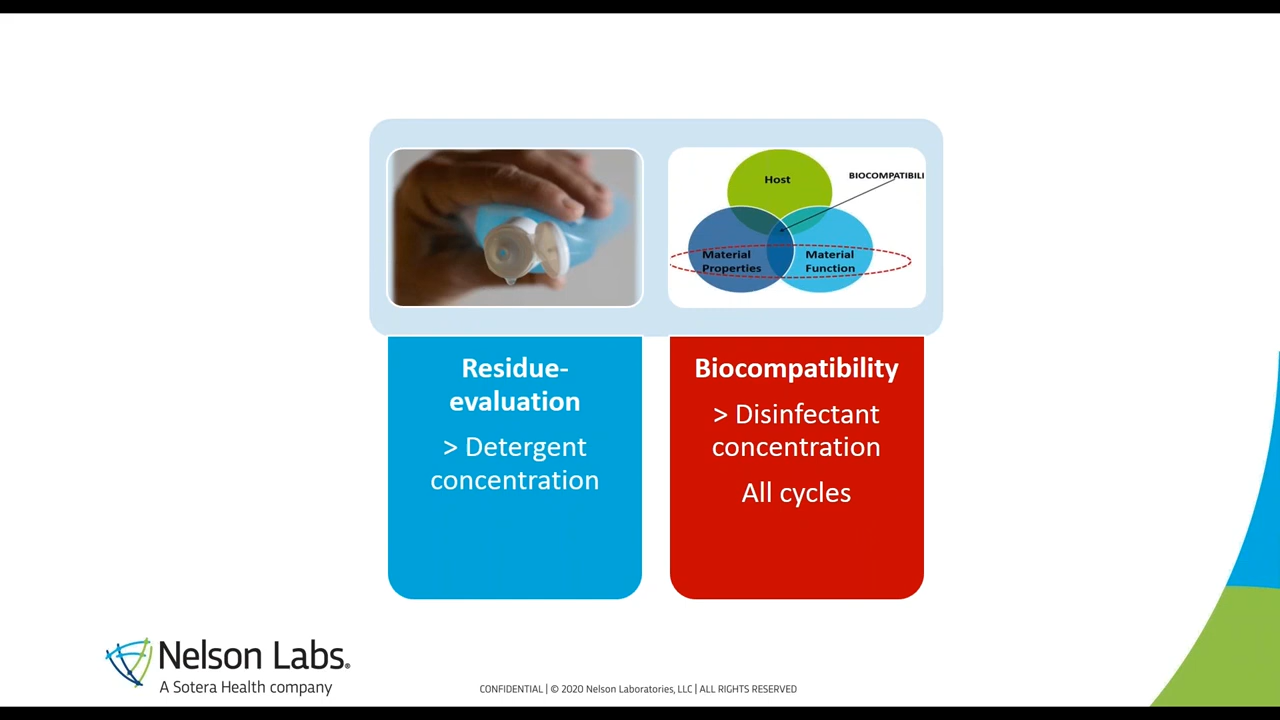 Host
BIOCOMPATIBILI
Material
Properties
Material
Function
Residue-
evaluation
> Detergent
concentration
Biocompatibility
> Disinfectant
concentration
All cycles
Nelson Labs®
A Sotera Health company
CONFIDENTIAL | © 2020 Nelson Laboratories, LLC | ALL RIGHTS RESERVED